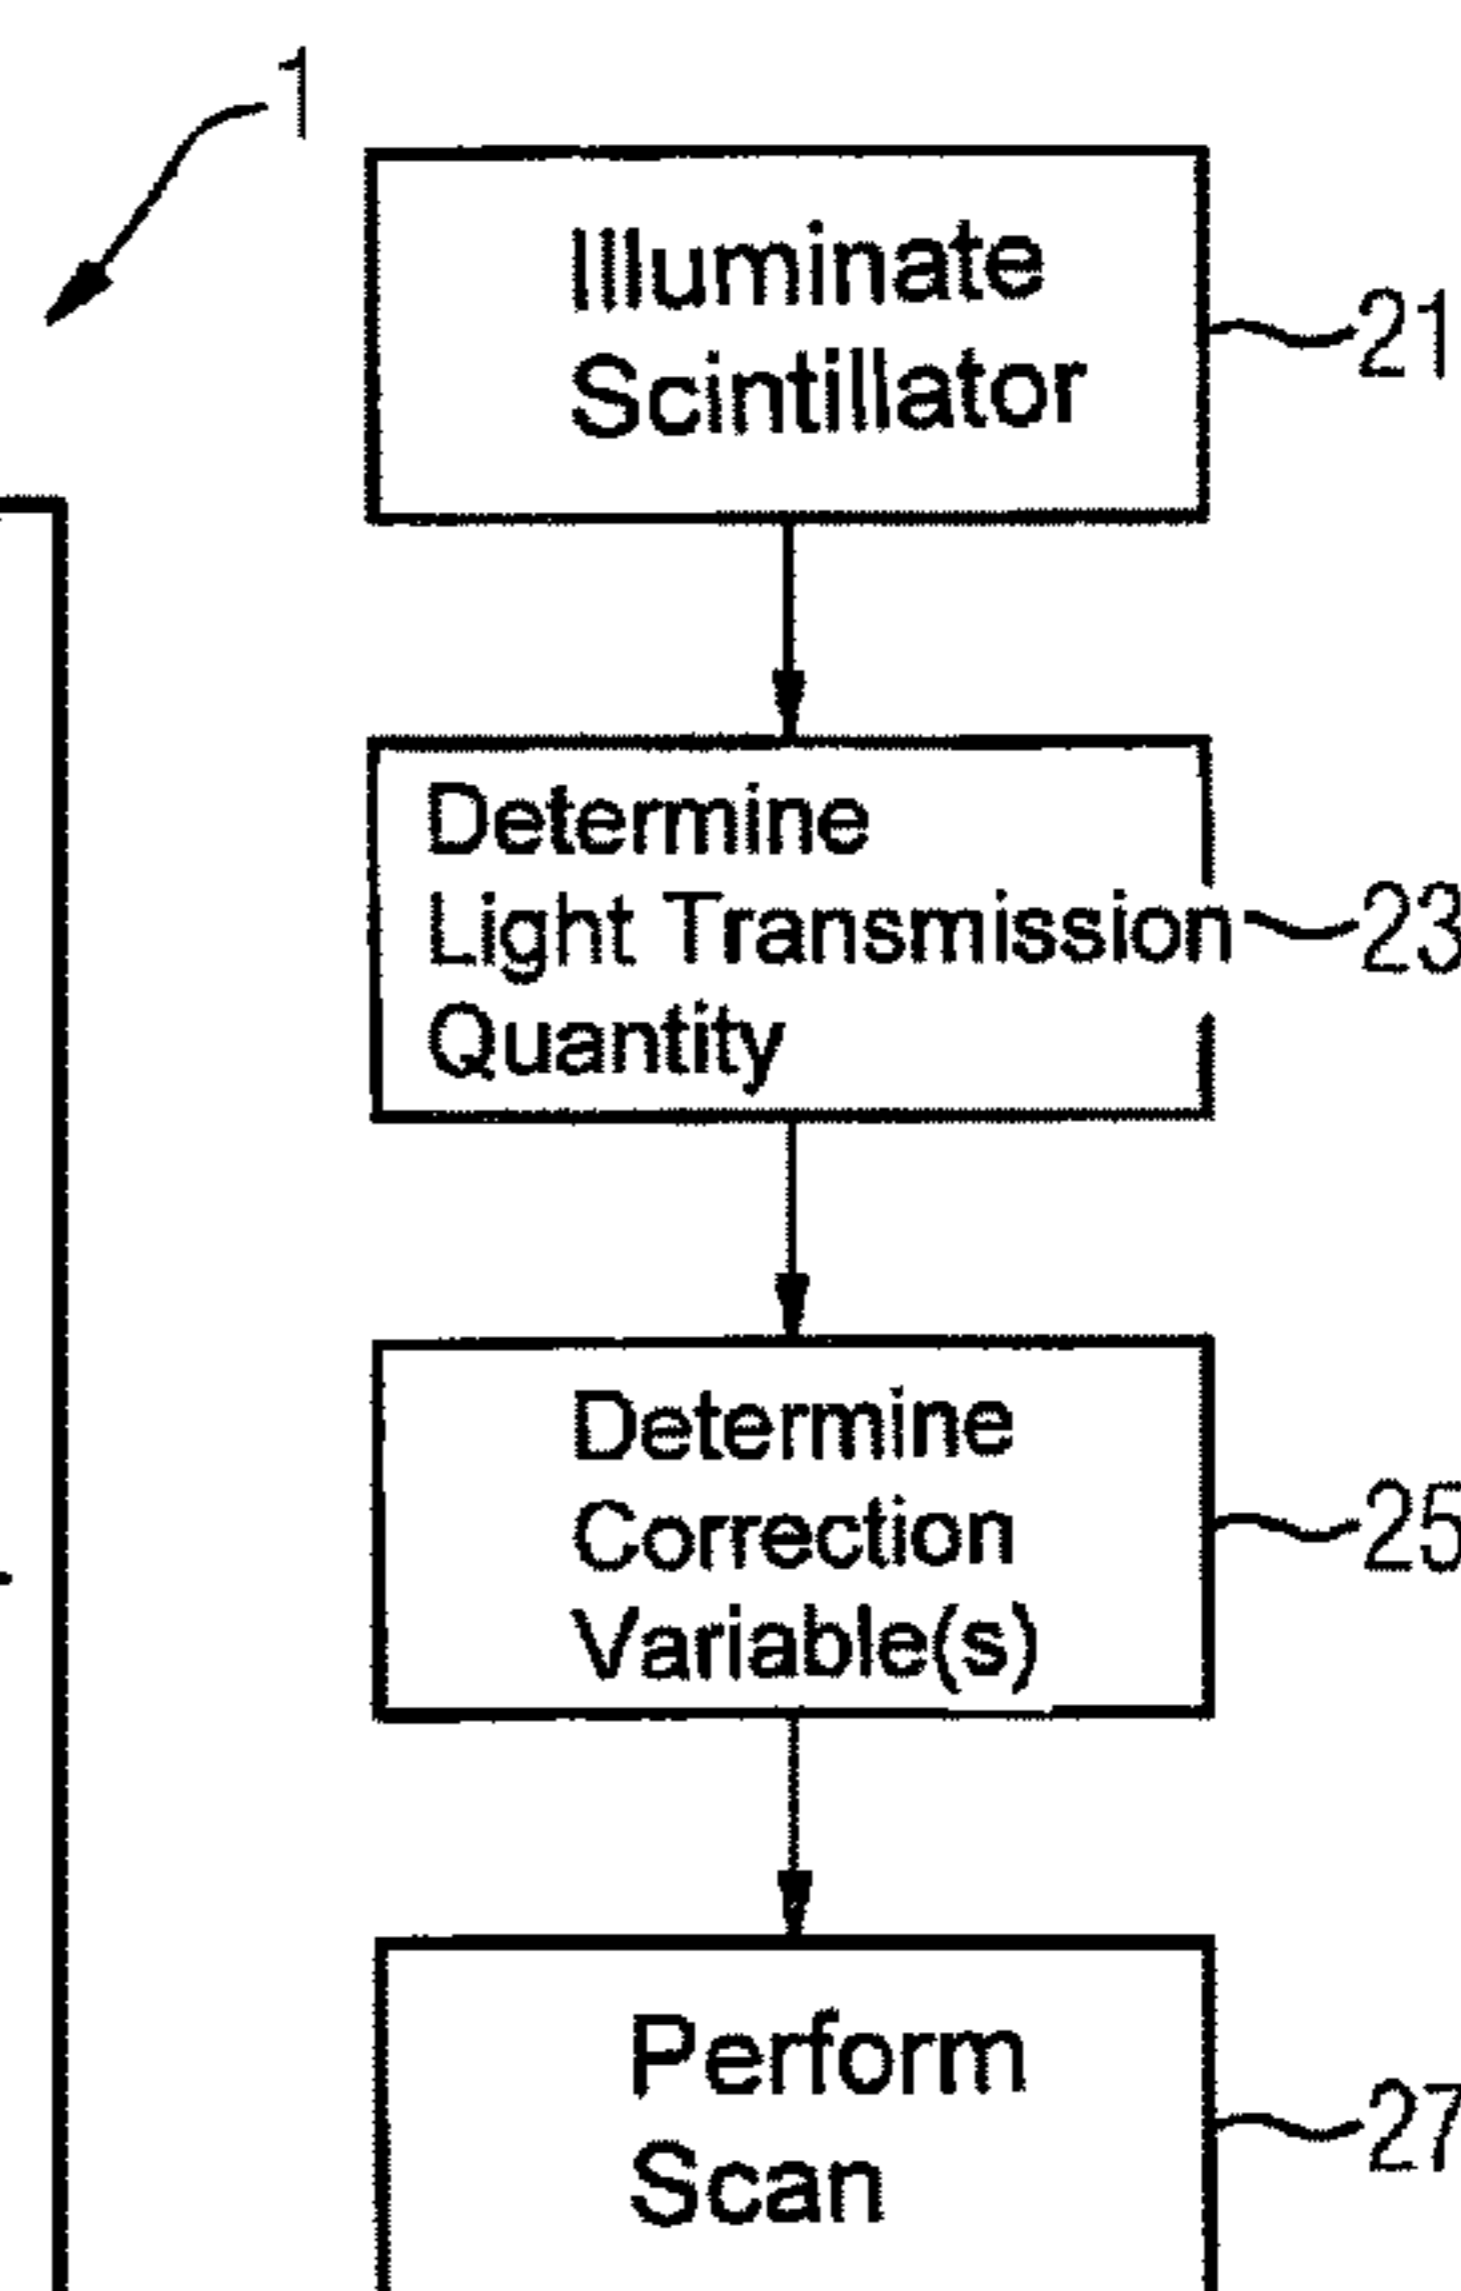 1
Illuminate
Scintillator
21
Determine
Light Transmission
Quantity
23
Determine
Correction
Variable(s)
25
Perform
Scan
27